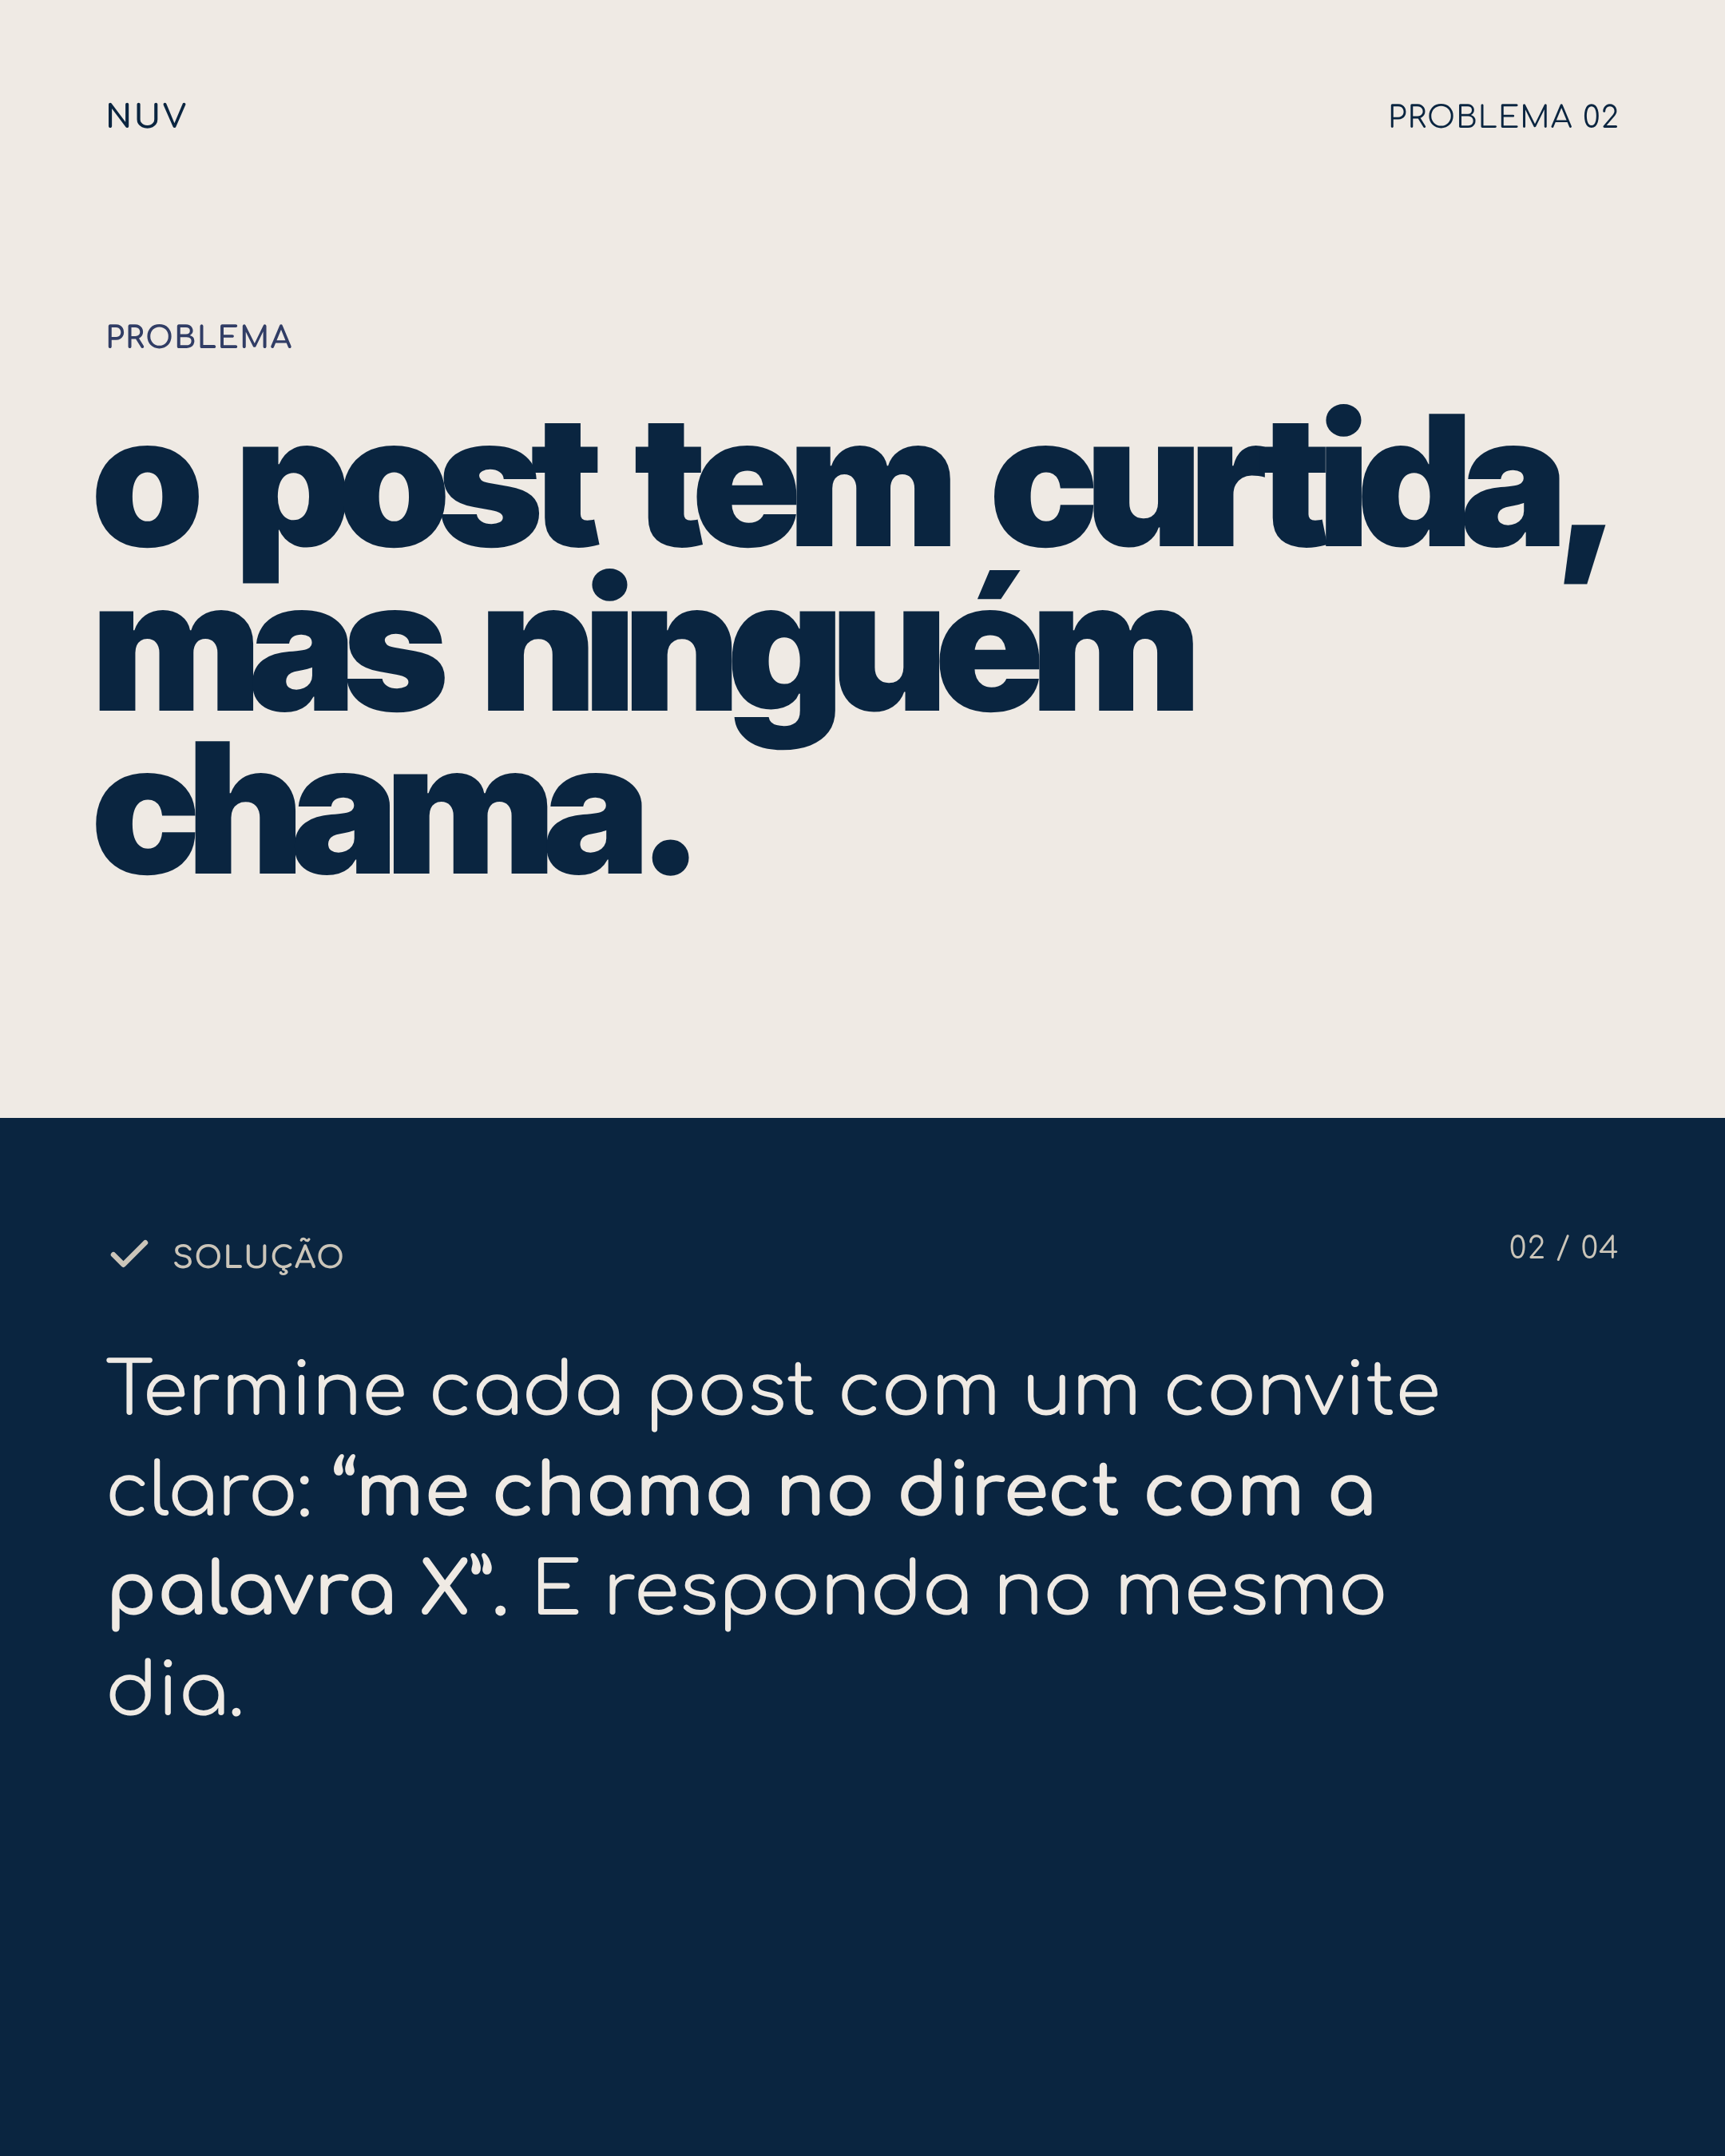 NUV
PROBLEMA 02
PROBLEMA
o post tem curtida,
mas ninguém
chama.
SOLUÇÃO
02 / 04
Termine cada post com um convite
claro: “me chama no direct com a
palavra X”. E responda no mesmo
dia.